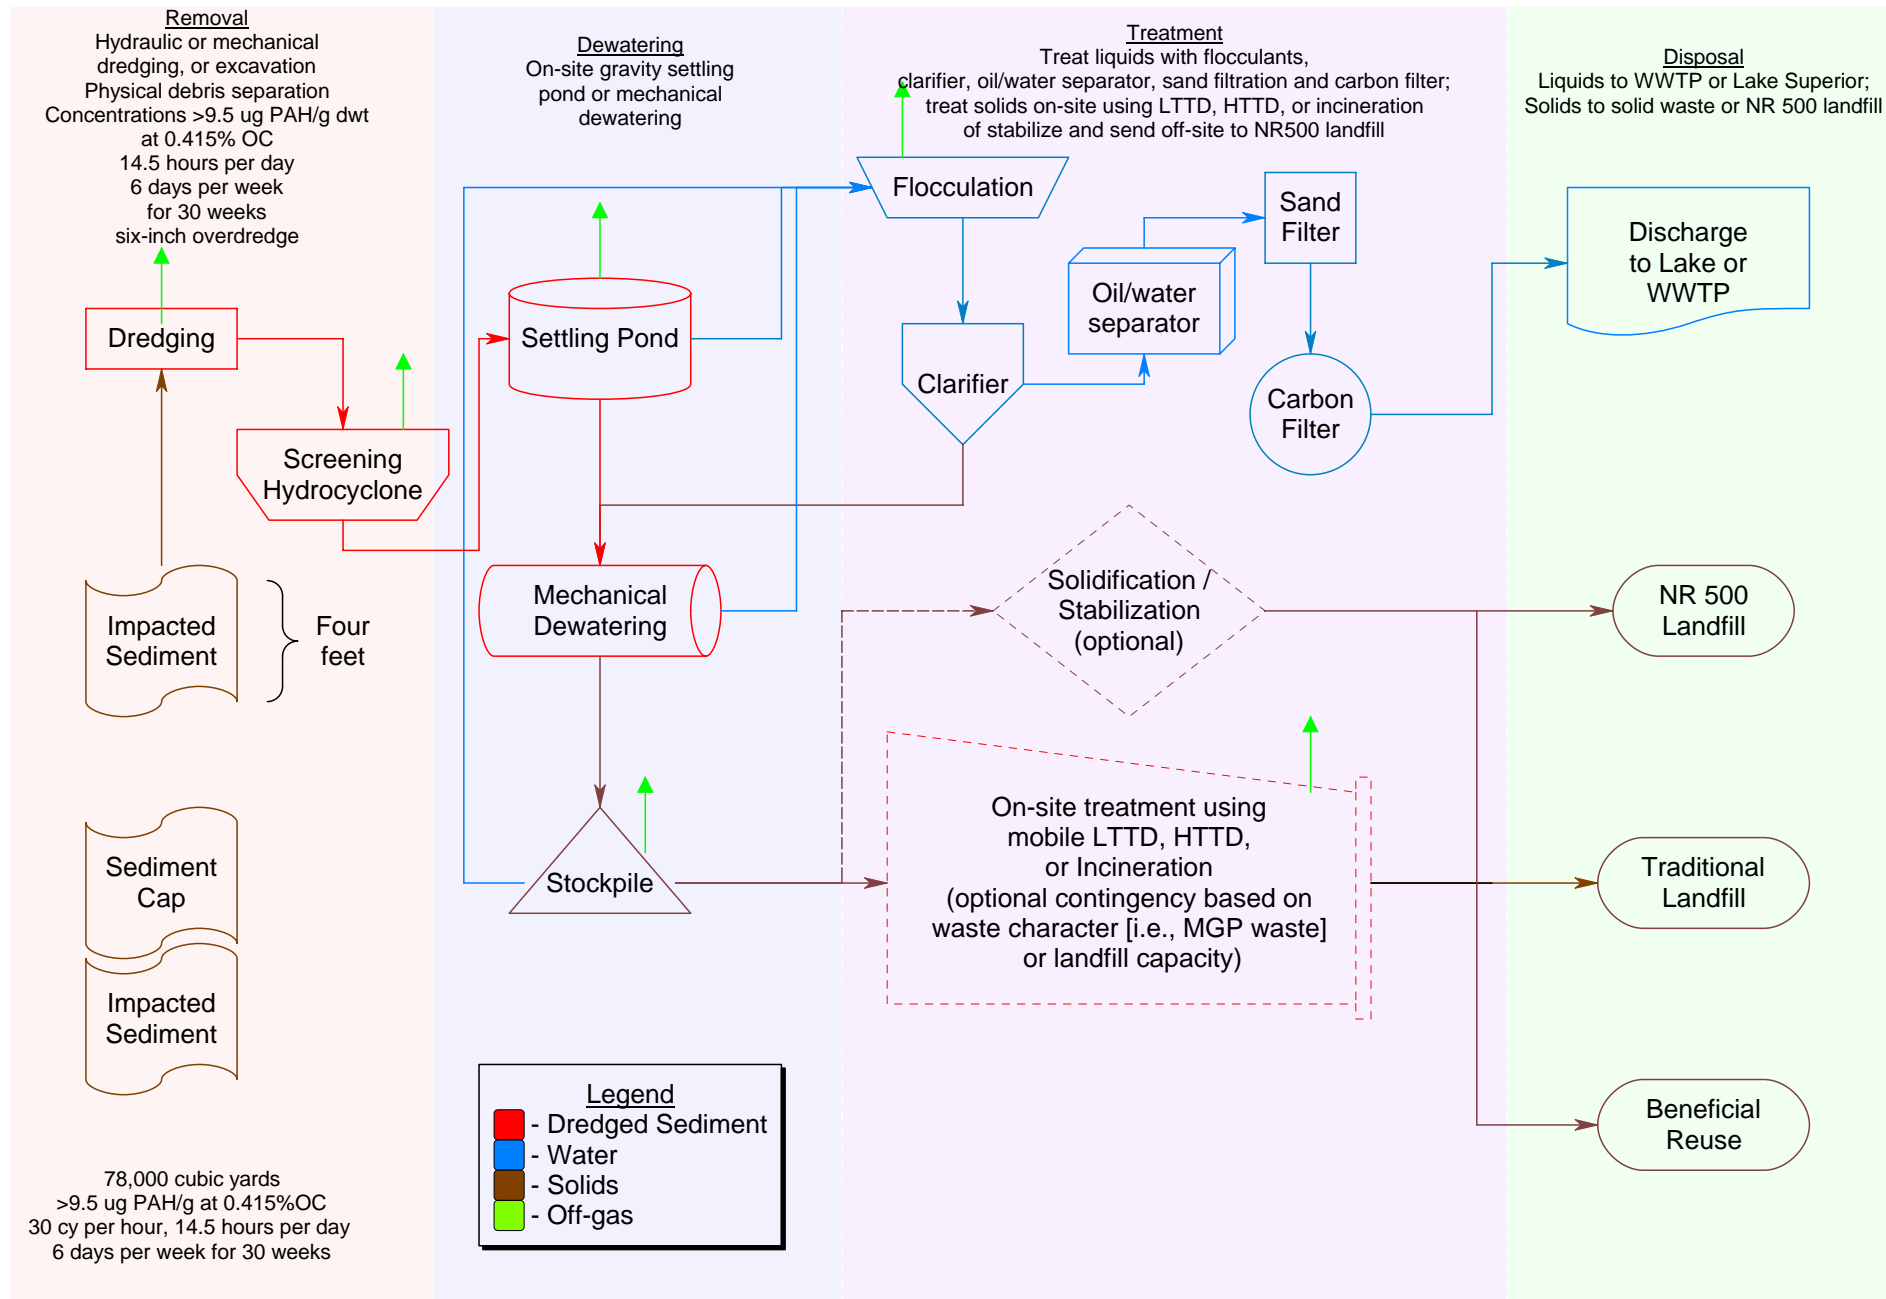 Removal
Hydraulic or mechanical
dredging, or excavation
Physical debris separation
Concentrations >9.5 ug PAH/g dwt
at 0.415% OC
14.5 hours per day
6 days per week
for 30 weeks
six-inch overdredge
Dewatering
On-site gravity settling
pond or mechanical
dewatering
Treatment
Treat liquids with flocculants,
clarifier, oil/water separator, sand filtration and carbon filter;
treat solids on-site using LTTD, HTTD, or incineration
of stabilize and send off-site to NR500 landfill
Disposal
Liquids to WWTP or Lake Superior;
Solids to solid waste or NR 500 landfill
Dredging
Screening
Hydrocyclone
Impacted
Sediment
Four
feet
Sediment
Cap
Impacted
Sediment
78,000 cubic yards
>9.5 ug PAH/g at 0.415%OC
30 cy per hour, 14.5 hours per day
6 days per week for 30 weeks
Settling Pond
Mechanical
Dewatering
Stockpile
Legend
- Dredged Sediment
- Water
- Solids
- Off-gas
Flocculation
Clarifier
Oil/water
separator
Sand
Filter
Carbon
Filter
Solidification /
Stabilization
(optional)
On-site treatment using
mobile LTTD, HTTD,
or Incineration
(optional contingency based on
waste character [i.e., MGP waste]
or landfill capacity)
Discharge
to Lake or
WWTP
NR 500
Landfill
Traditional
Landfill
Beneficial
Reuse